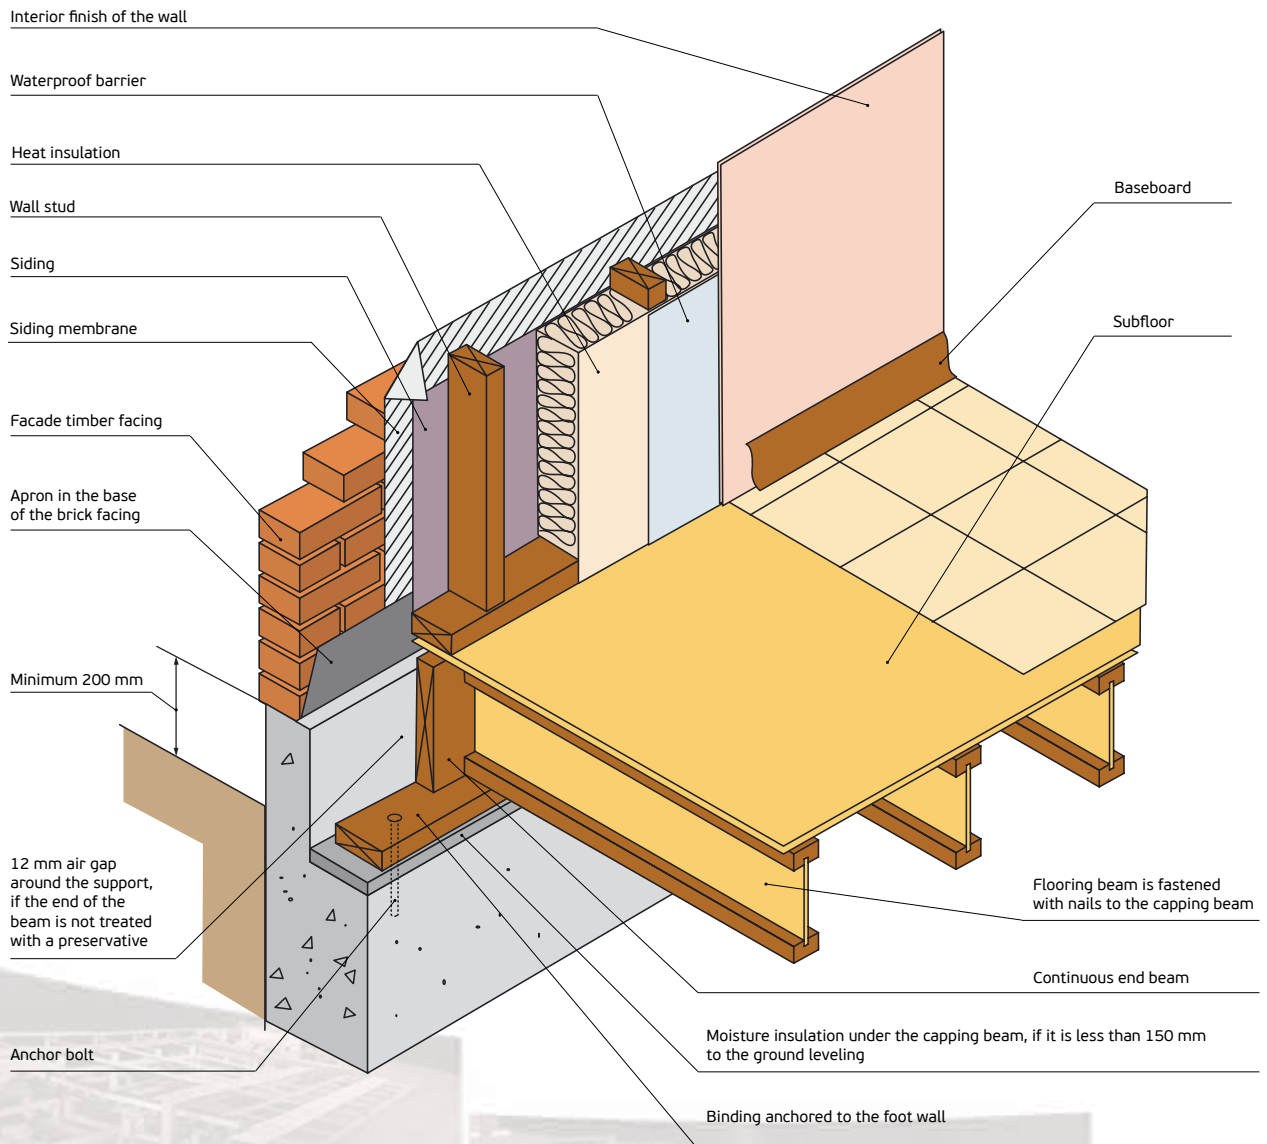 Interior finish of the wall
Waterproof barrier
Heat insulation
Wall stud
Siding
Siding membrane
Facade timber facing
Apron in the base
of the brick facing
Minimum 200 mm
12 mm air gap
around the support,
if the end of the
beam is not treated
with a preservative
Anchor bolt
Baseboard
Subfloor
Flooring beam is fastened
with nails to the capping beam
Continuous end beam
Moisture insulation under the capping beam, if it is less than 150 mm
to the ground leveling
Binding anchored to the foot wall